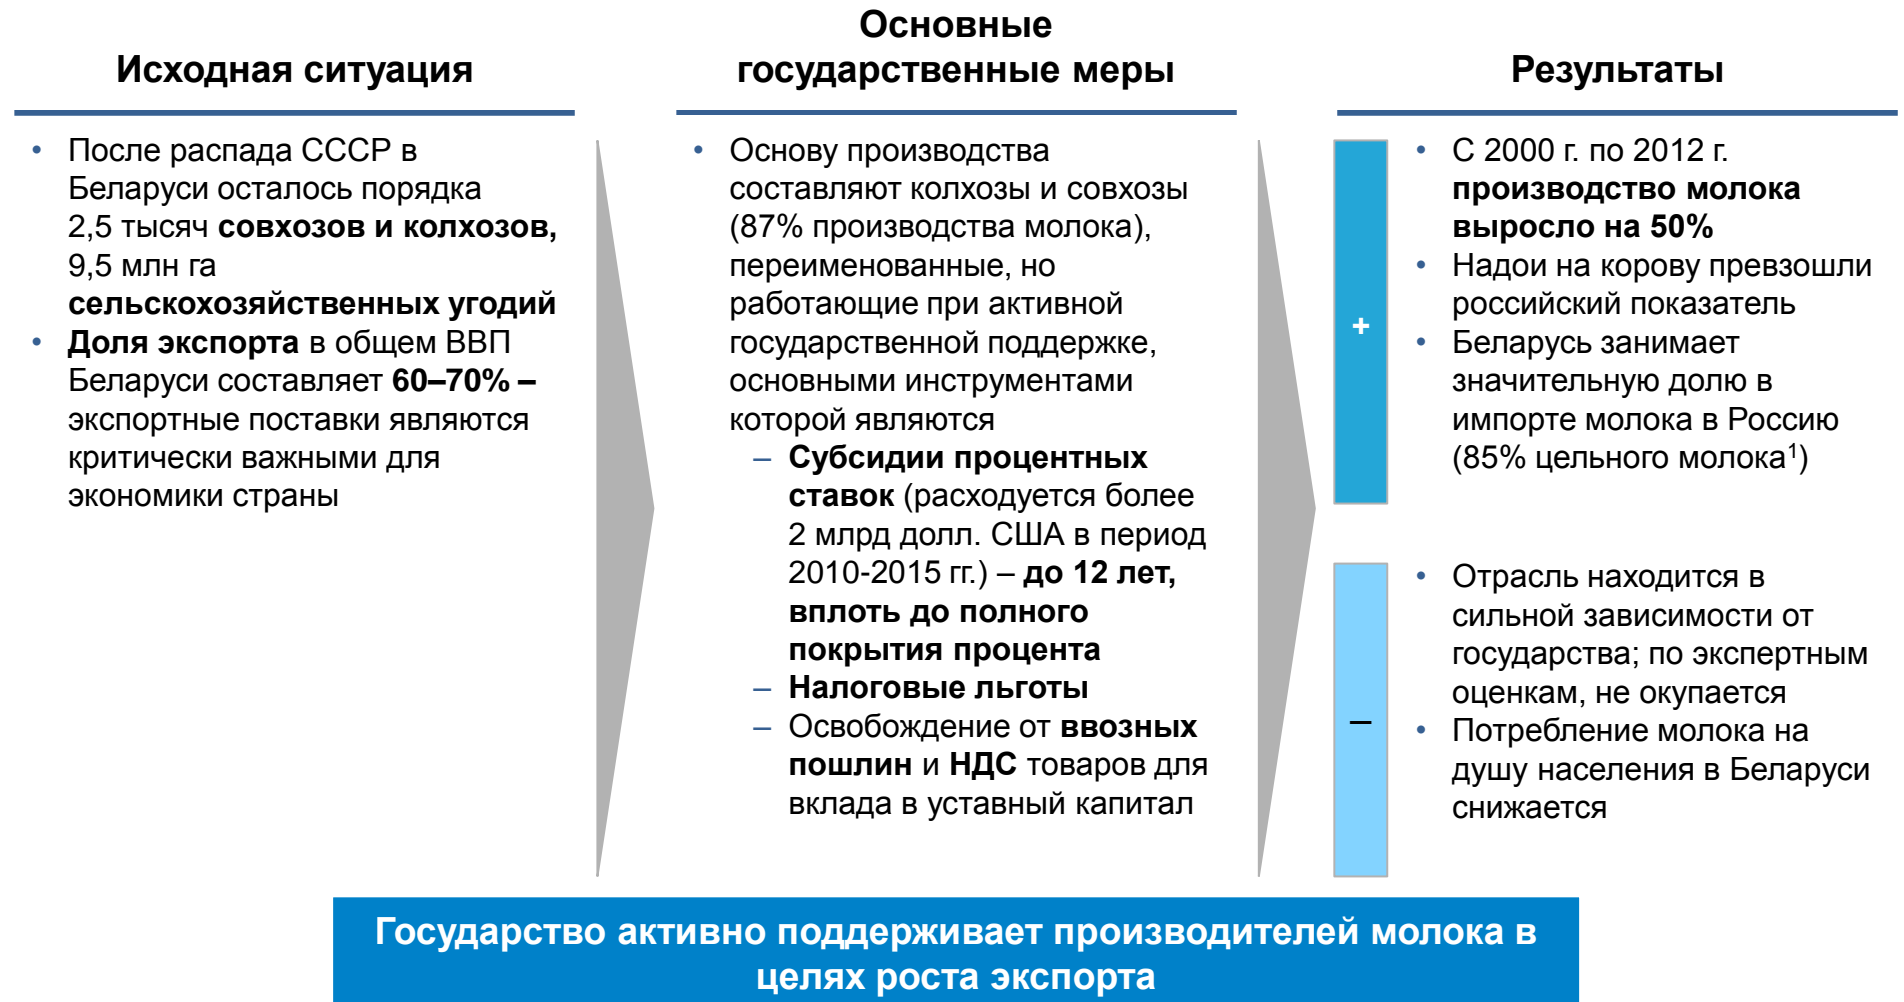 Исходная ситуация
• После распада СССР в
Беларуси осталось порядка
2,5 тысяч совхозов и колхозов,
9,5 млн га
сельскохозяйственных угодий
• Доля экспорта в общем ВВП
Беларуси составляет 60–70% –
экспортные поставки являются
критически важными для
экономики страны
Основные
государственные меры
• Основу производства
составляют колхозы и совхозы
(87% производства молока),
переименованные, но
работающие при активной
государственной поддержке,
основными инструментами
которой являются
– Субсидии процентных
ставок (расходуется более
2 млрд долл. США в период
2010-2015 гг.) – до 12 лет,
вплоть до полного
покрытия процента
– Налоговые льготы
– Освобождение от ввозных
пошлин и НДС товаров для
вклада в уставный капитал
Результаты
+
• С 2000 г. по 2012 г.
производство молока
выросло на 50%
• Надои на корову превзошли
российский показатель
• Беларусь занимает
значительную долю в
импорте молока в Россию
(85% цельного молока¹)
–
• Отрасль находится в
сильной зависимости от
государства; по экспертным
оценкам, не окупается
• Потребление молока на
душу населения в Беларуси
снижается
Государство активно поддерживает производителей молока в
целях роста экспорта